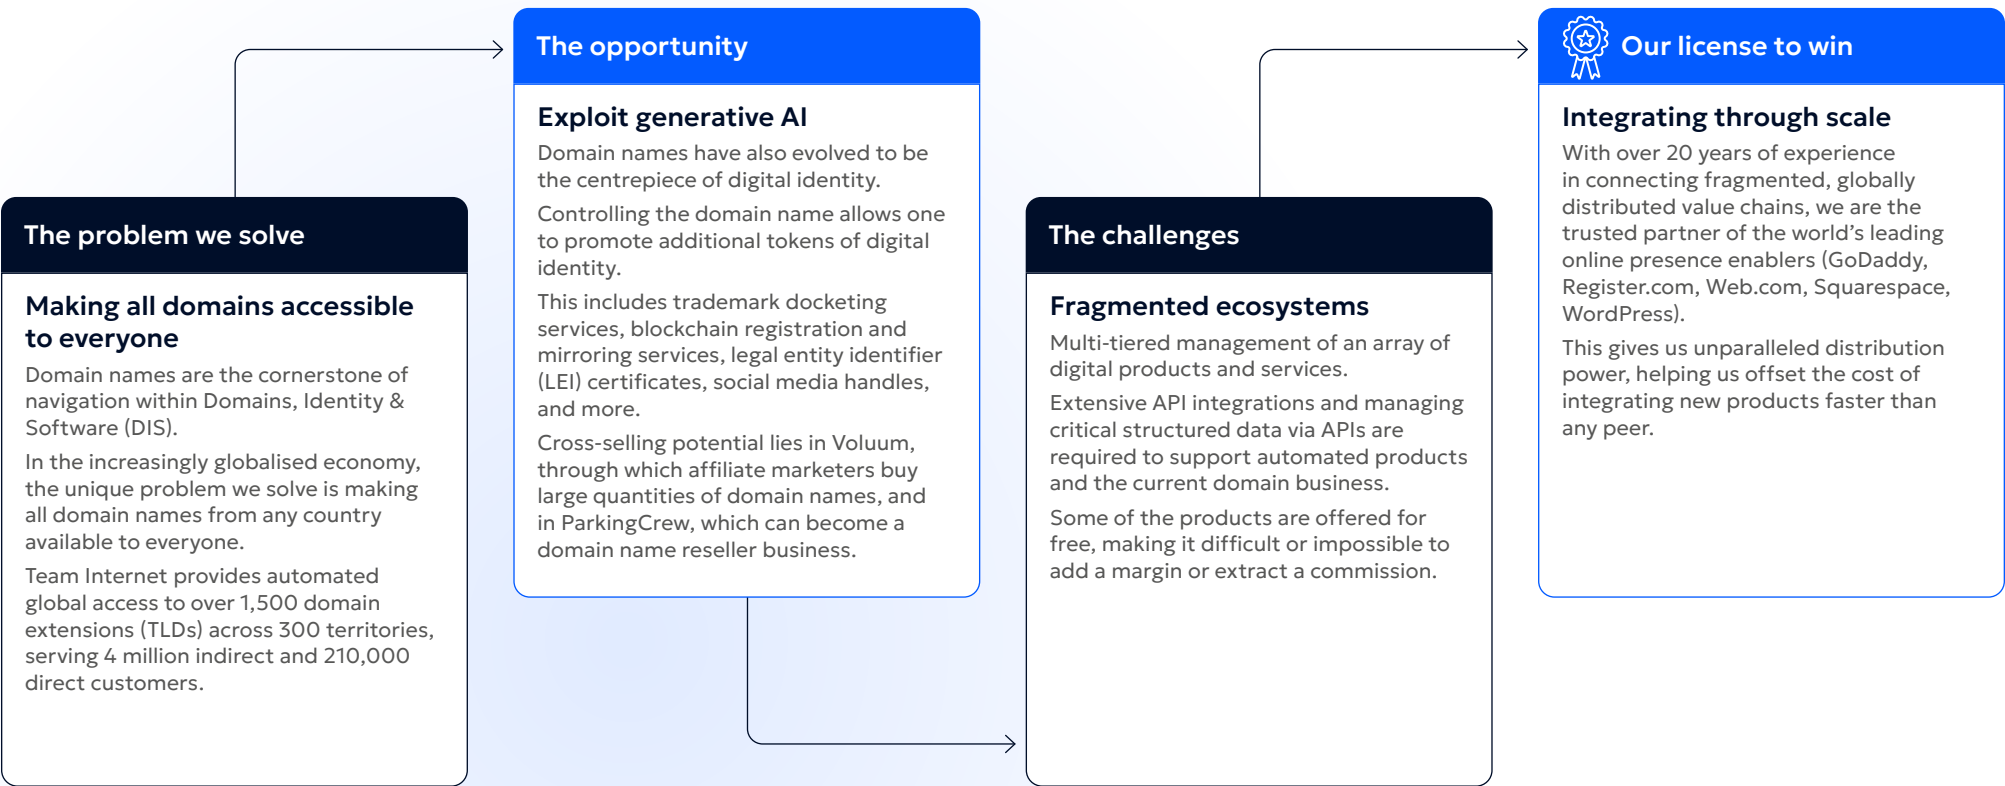 The problem we solve
Making all domains accessible
to everyone
Domain names are the cornerstone of
navigation within Domains, Identity &
Software (DIS).
In the increasingly globalised economy,
the unique problem we solve is making
all domain names from any country
available to everyone.
Team Internet provides automated
global access to over 1,500 domain
extensions (TLDs) across 300 territories,
serving 4 million indirect and 210,000
direct customers.
The opportunity
Exploit generative AI
Domain names have also evolved to be
the centrepiece of digital identity.
Controlling the domain name allows one
to promote additional tokens of digital
identity.
This includes trademark docketing
services, blockchain registration and
mirroring services, legal entity identifier
(LEI) certificates, social media handles,
and more.
Cross-selling potential lies in Voluum,
through which affiliate marketers buy
large quantities of domain names, and
in ParkingCrew, which can become a
domain name reseller business.
The challenges
Fragmented ecosystems
Multi-tiered management of an array of
digital products and services.
Extensive API integrations and managing
critical structured data via APIs are
required to support automated products
and the current domain business.
Some of the products are offered for
free, making it difficult or impossible to
add a margin or extract a commission.
Our license to win
Integrating through scale
With over 20 years of experience
in connecting fragmented, globally
distributed value chains, we are the
trusted partner of the world’s leading
online presence enablers (GoDaddy,
Register.com, Web.com, Squarespace,
WordPress).
This gives us unparalleled distribution
power, helping us offset the cost of
integrating new products faster than
any peer.